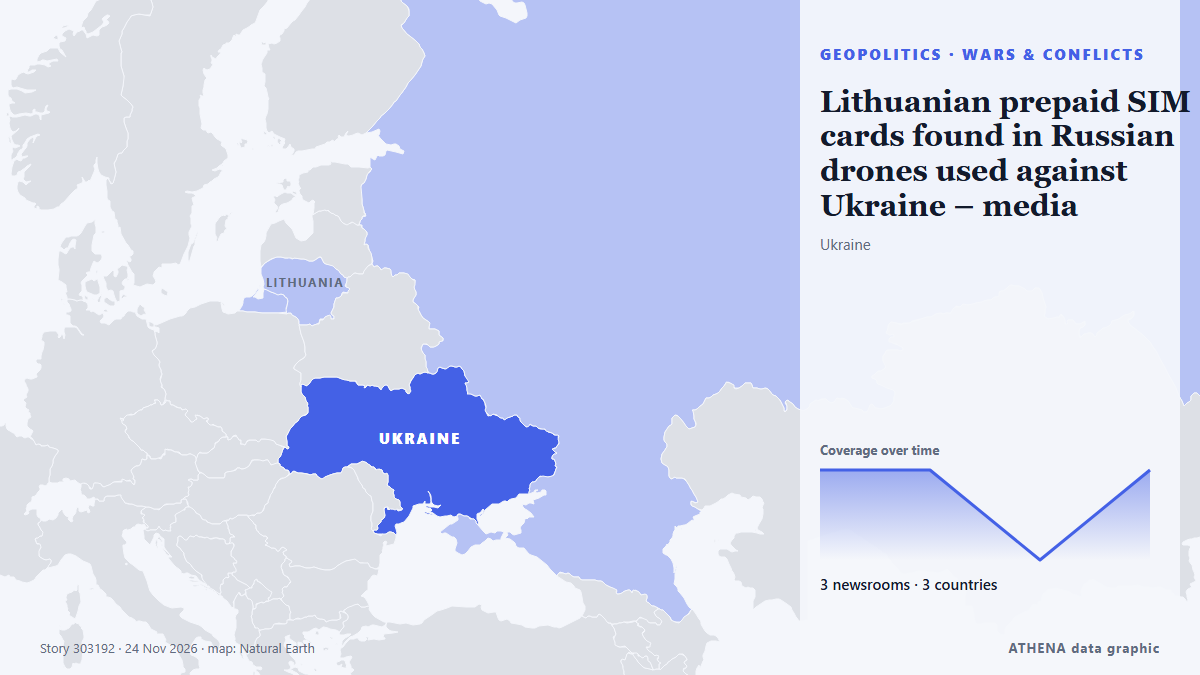 GEOPOLITICS · WARS & CONFLICTS
Lithuanian prepaid SIM
cards found in Russian
drones used against
Ukraine – media
Ukraine
LITHUANIA
UKRAINE
Coverage over time
3 newsrooms · 3 countries
Story 303192 · 24 Nov 2026 · map: Natural Earth
ATHENA data graphic